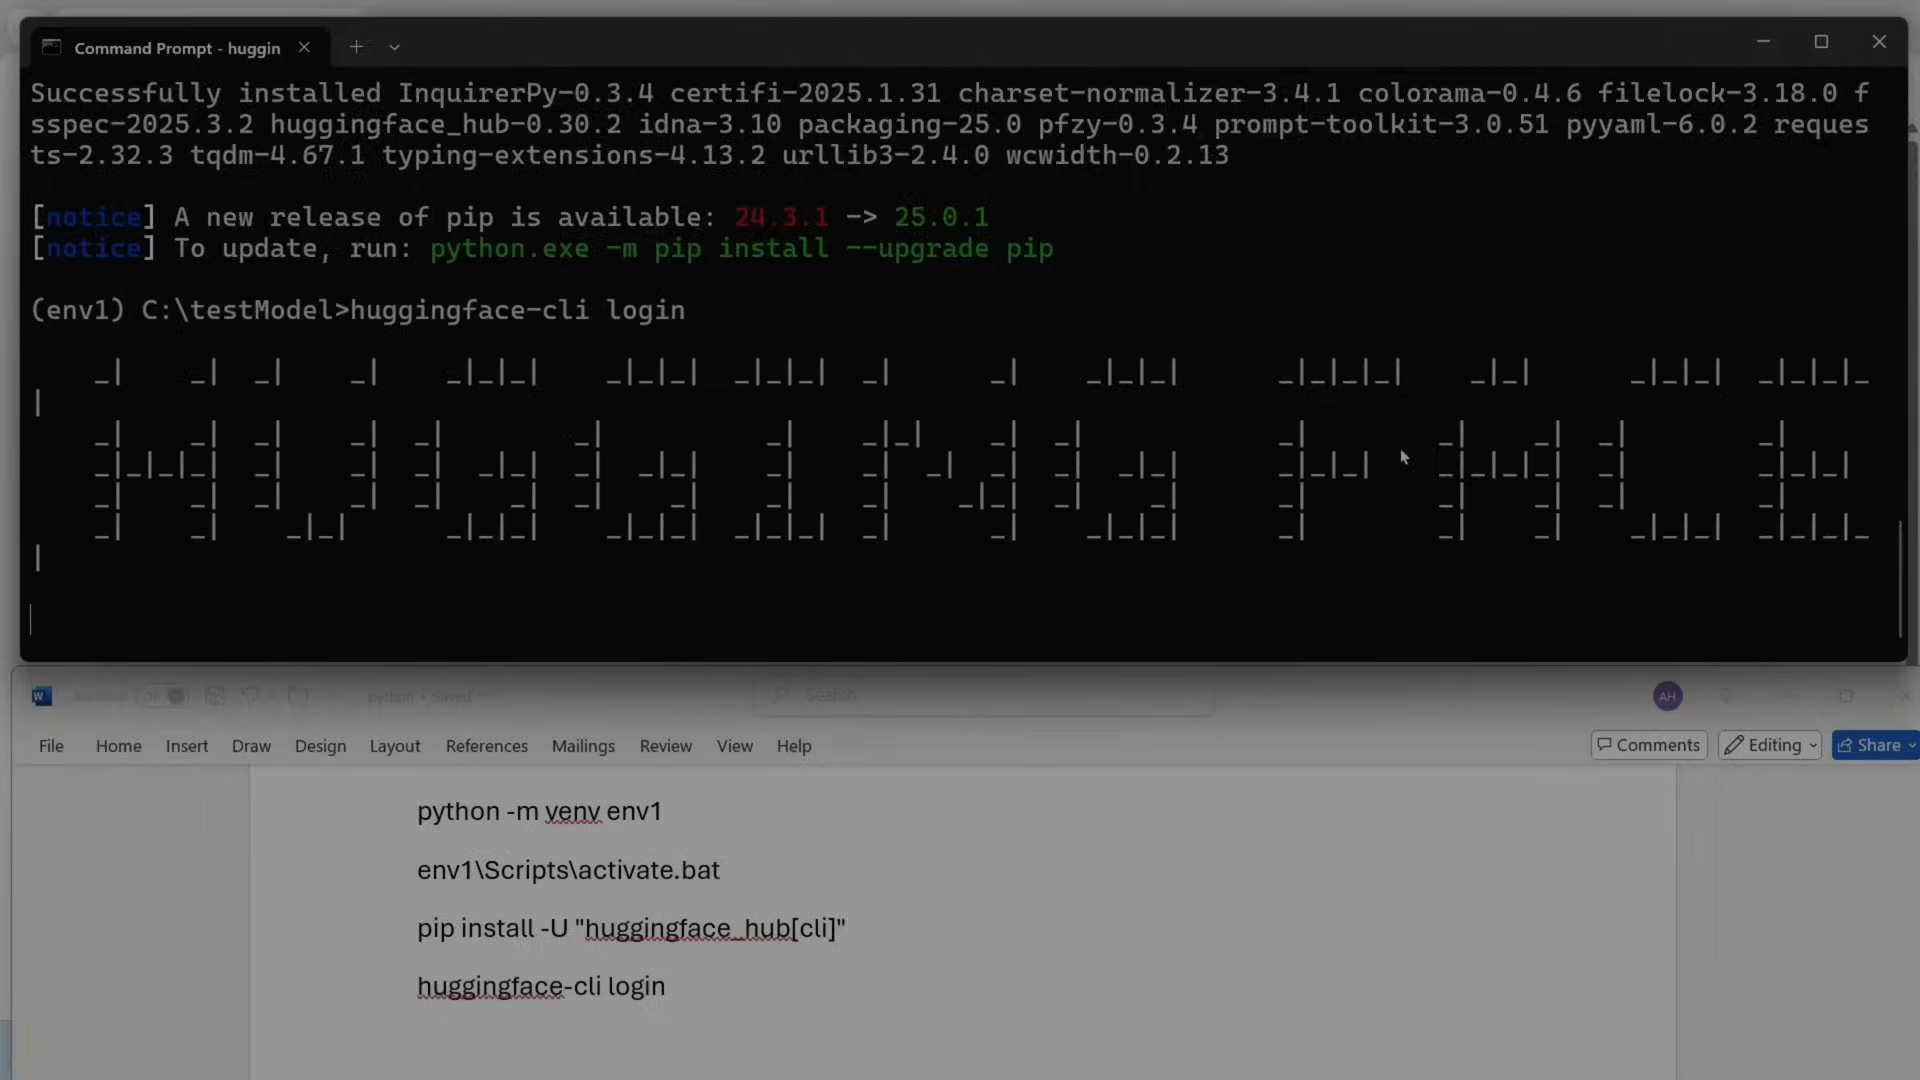 Command Prompt - huggin
Successfully installed InquirerPy-0.3.4 certifi-2025.1.31 charset-normalizer-3.4.1 colorama-0.4.6 filelock-3.18.0 f
sspec-2025.3.2 huggingface_hub-0.30.2 idna-3.10 packaging-25.0 pfzy-0.3.4 prompt-toolkit-3.0.51 pyyaml-6.0.2 reques
ts-2.32.3 tqdm-4.67.1 typing-extensions-4.13.2 urllib3-2.4.0 wcwidth-0.2.13
[notice] A new release of pip is available: 24.3.1 -> 25.0.1
[notice] To update, run: python.exe -m pip install --upgrade pip
(env1) C:\testModel>huggingface-cli login
HUGGING FACE
W
python • Saved
Search
AH
File Home Insert Draw Design Layout References Mailings Review View Help
Comments Editing Share
python -m venv env1
env1\Scripts\activate.bat
pip install -U "huggingface_hub[cli]"
huggingface-cli login